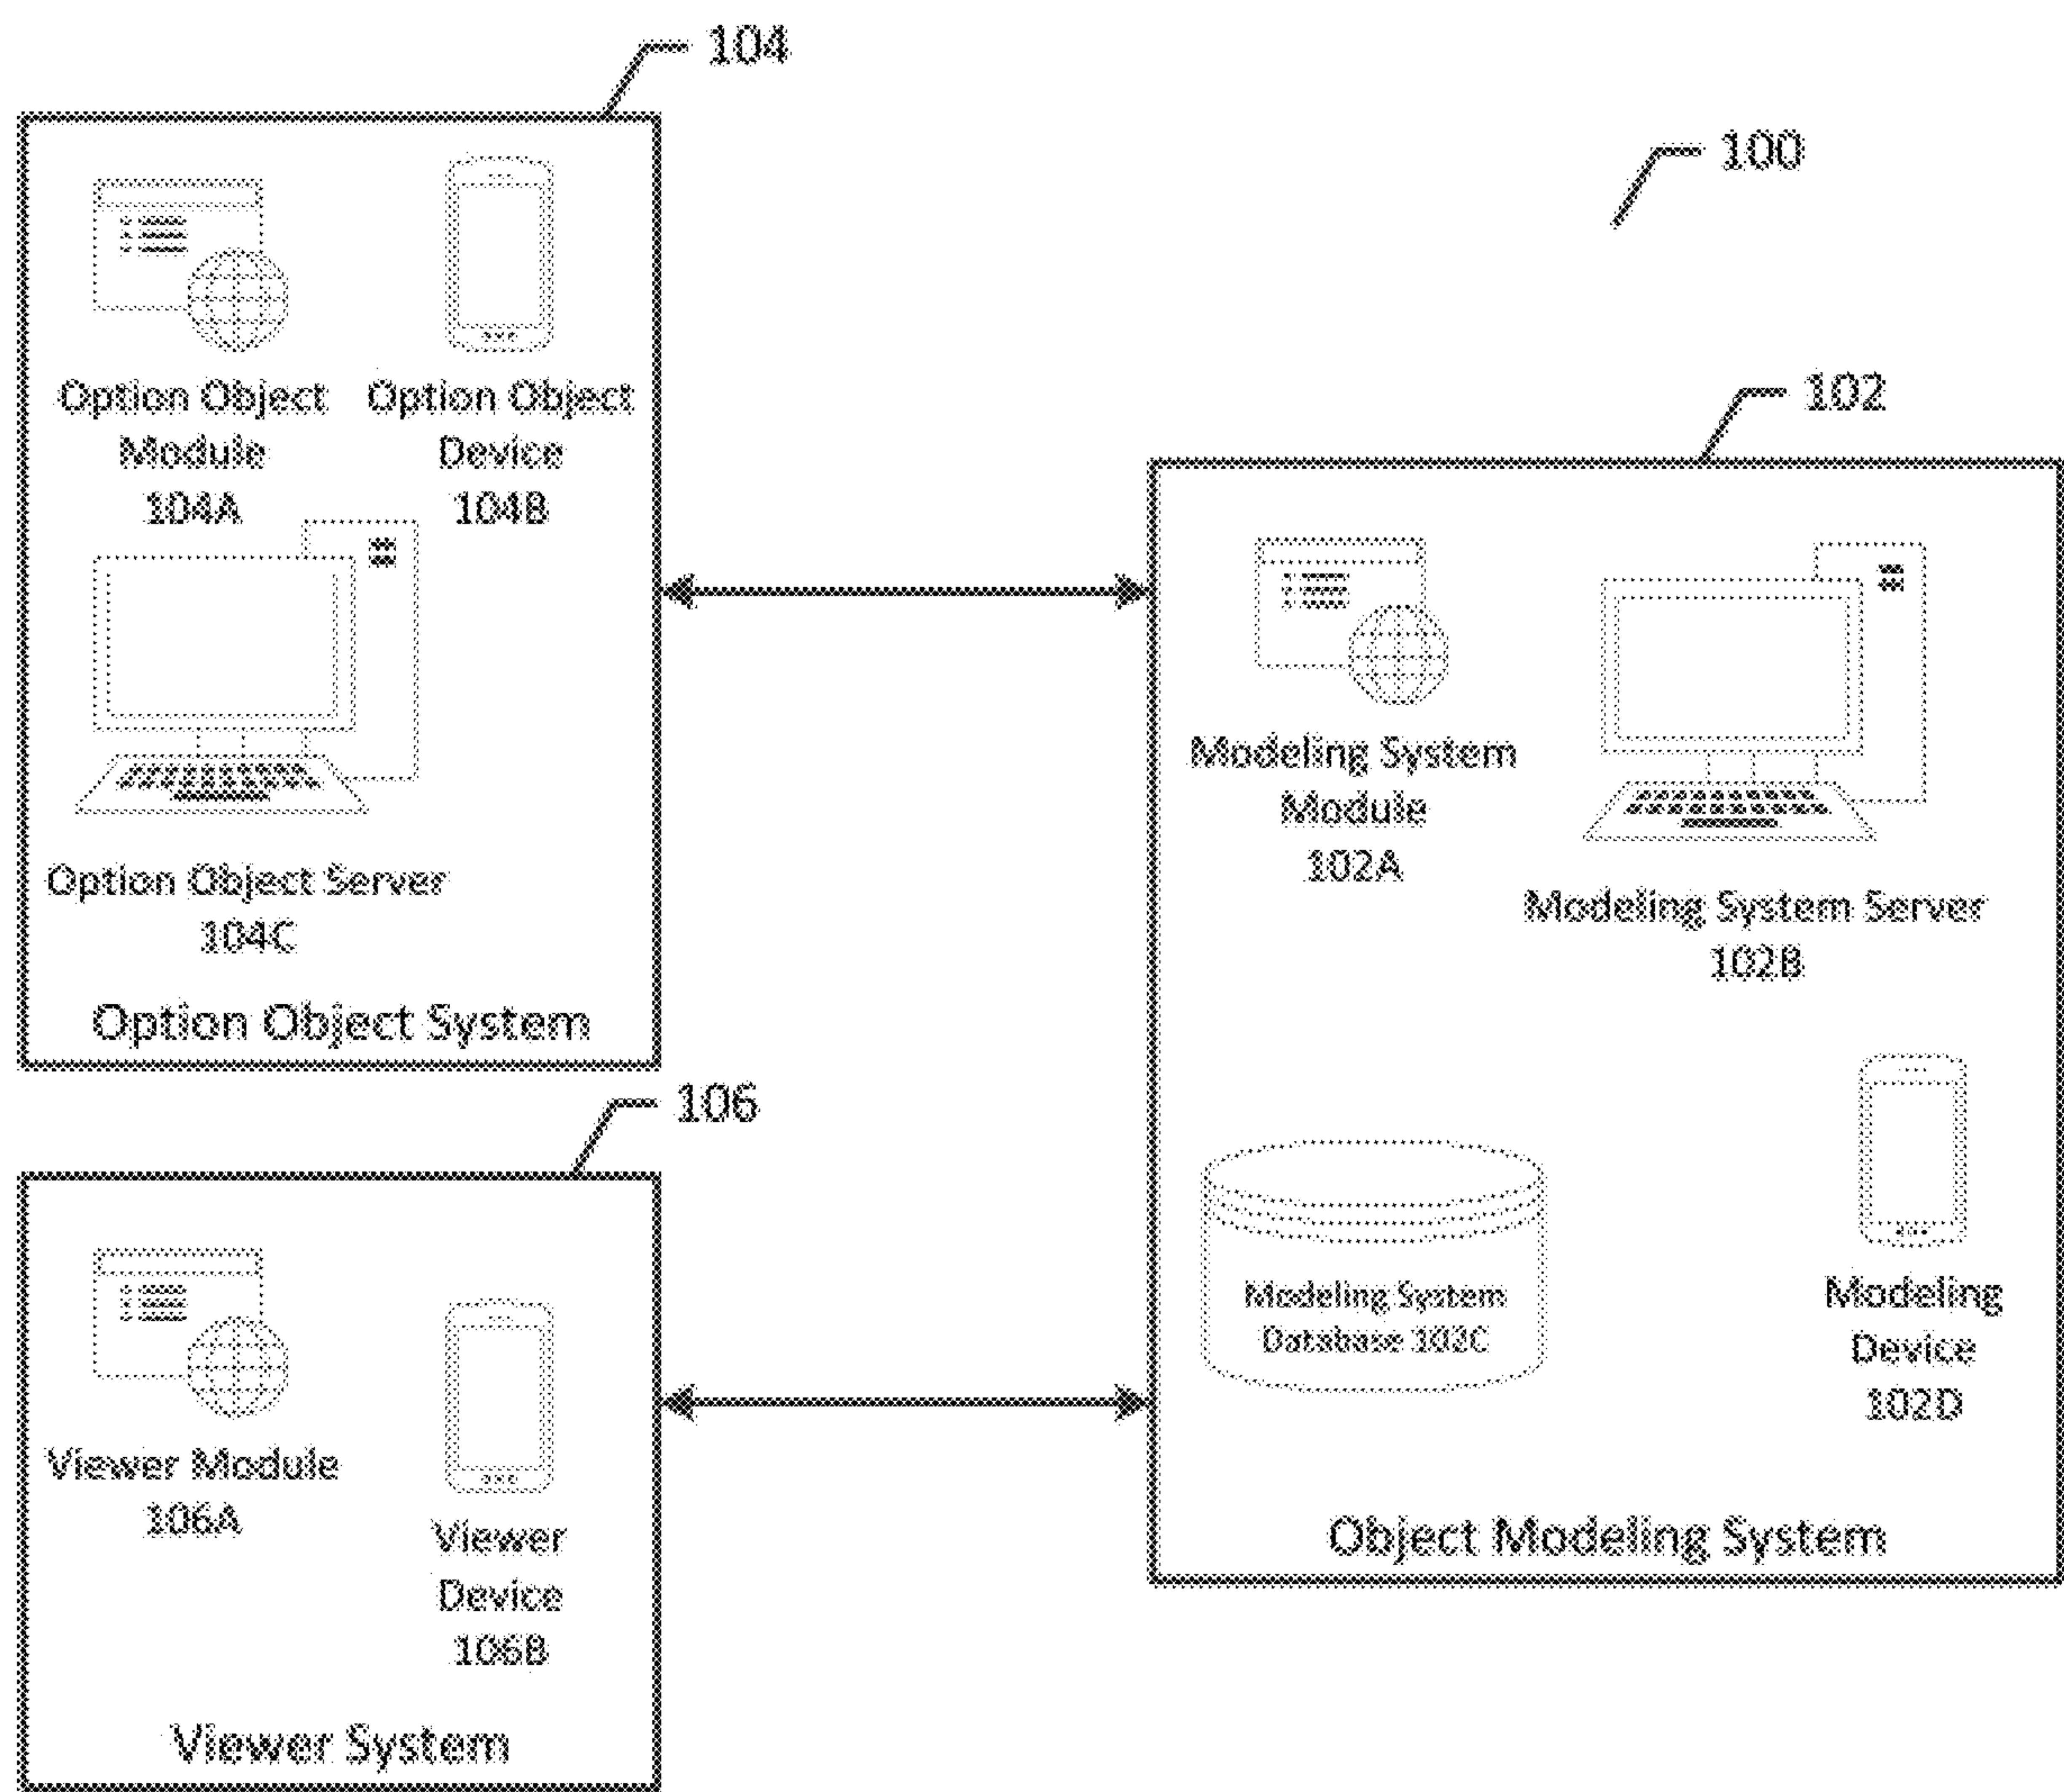 104
100
Option Object
Module
104A
Option Object
Device
104B
Option Object Server
104C
Option Object System
102
Modeling System
Module
102A
Modeling System Server
102B
Modeling System
Database 102C
Modeling
Device
102D
Object Modeling System
106
Viewer Module
106A
Viewer
Device
106B
Viewer System